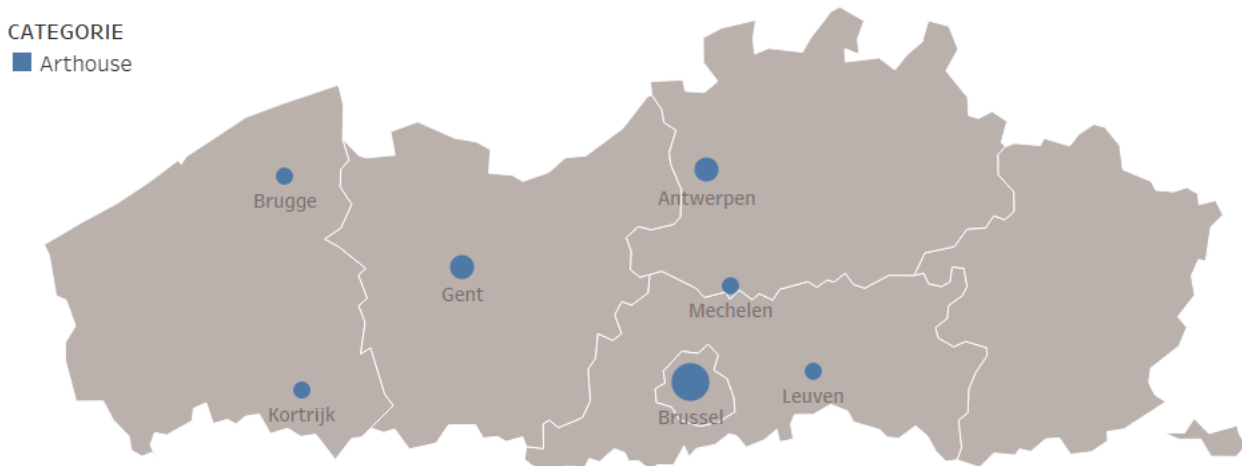 CATEGORIE
Arthouse
Brugge
Antwerpen
Gent
Mechelen
Leuven
Kortrijk
Brussel